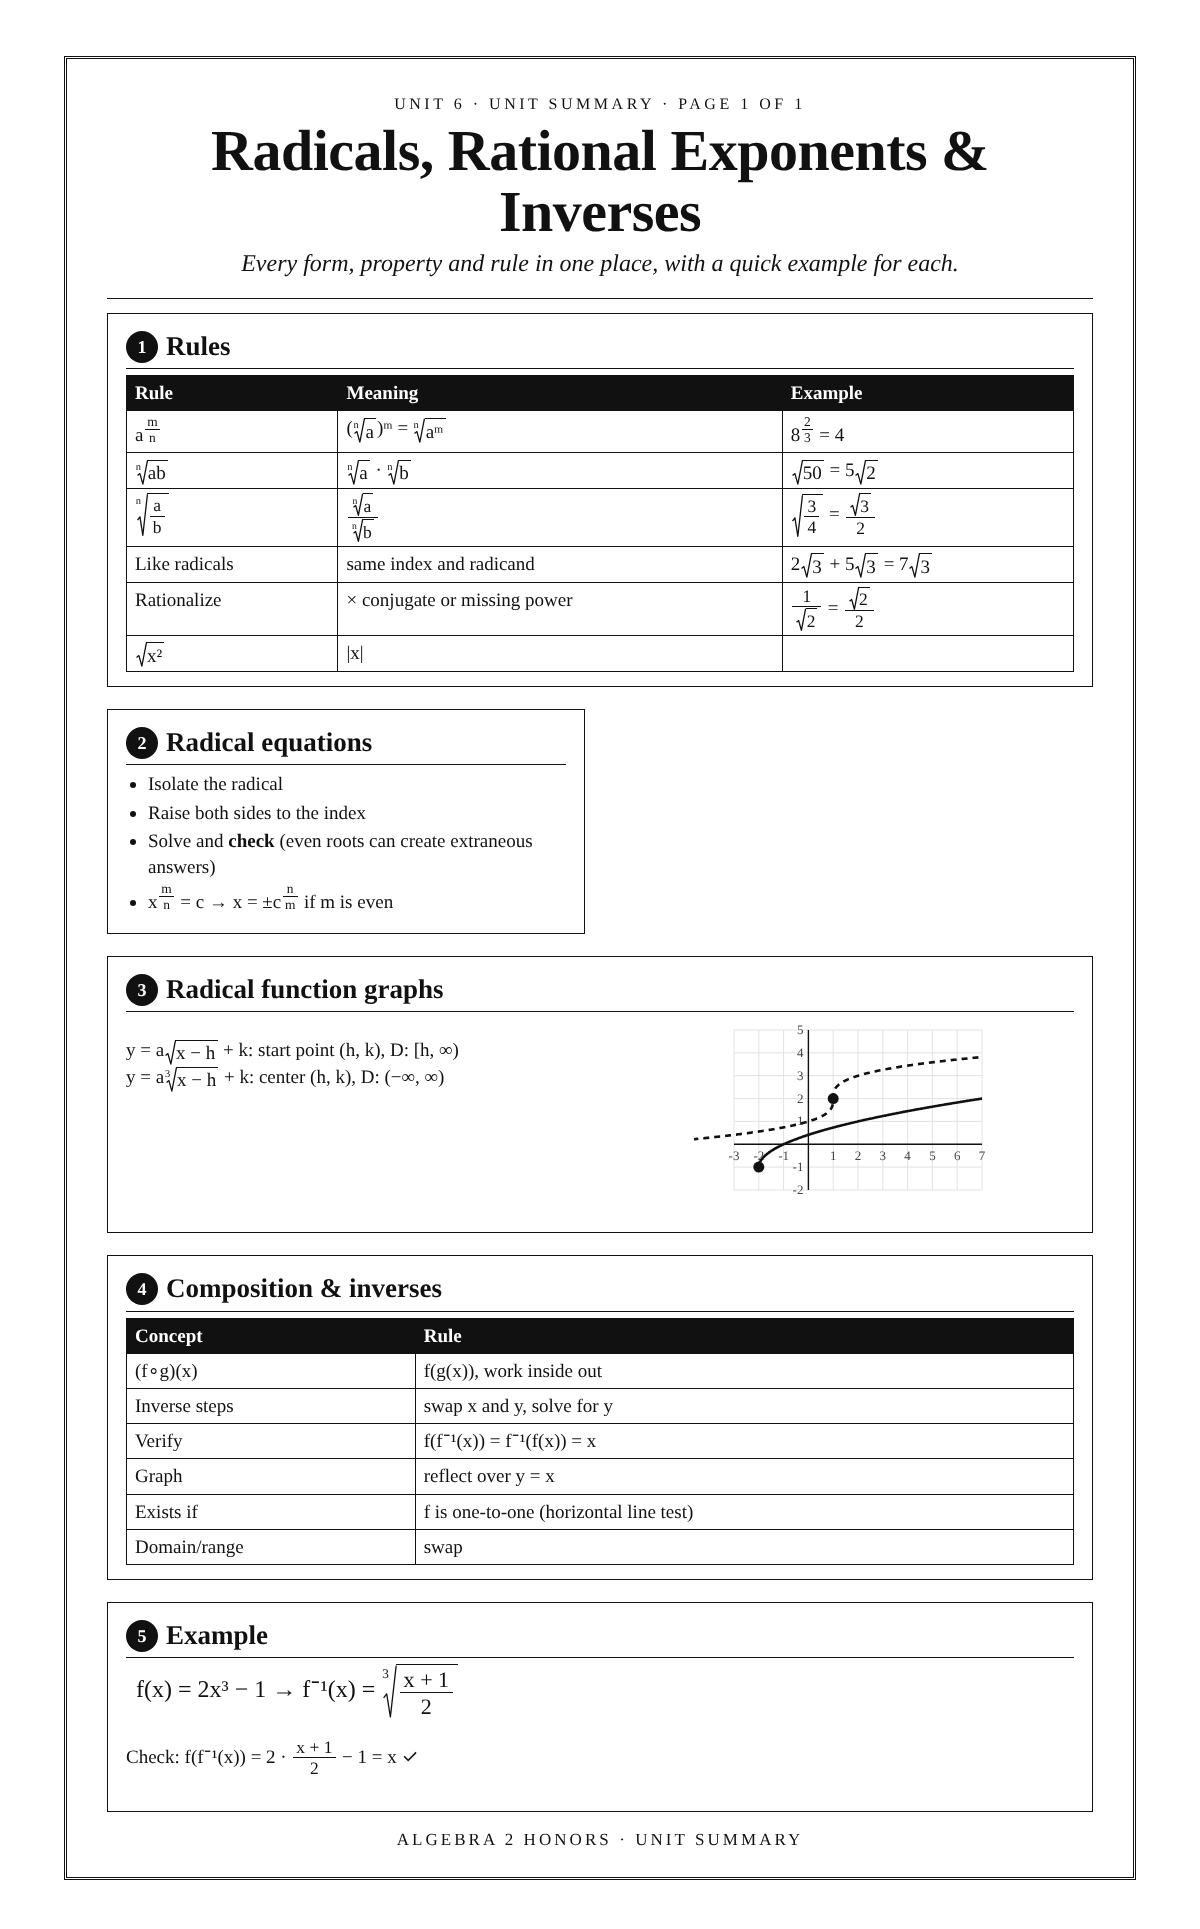 UNIT 6 · UNIT SUMMARY · PAGE 1 OF 1
Radicals, Rational Exponents &
Inverses
Every form, property and rule in one place, with a quick example for each.
1 Rules
Rule Meaning Example
a^(m/n) (ⁿ√a)ᵐ = ⁿ√aᵐ 8^(2/3) = 4
ⁿ√ab ⁿ√a · ⁿ√b √50 = 5√2
ⁿ√(a/b) ⁿ√a/ⁿ√b √(3/4) = √3/2
Like radicals same index and radicand 2√3 + 5√3 = 7√3
Rationalize × conjugate or missing power 1/√2 = √2/2
√x² |x|
2 Radical equations
• Isolate the radical
• Raise both sides to the index
• Solve and check (even roots can create extraneous
answers)
• x^(m/n) = c → x = ±c^(n/m) if m is even
3 Radical function graphs
y = a√(x − h) + k: start point (h, k), D: [h, ∞)
y = a∛(x − h) + k: center (h, k), D: (−∞, ∞)
5
4
3
2
1
-3 -2 -1 1 2 3 4 5 6 7
-1
-2
4 Composition & inverses
Concept Rule
(f∘g)(x) f(g(x)), work inside out
Inverse steps swap x and y, solve for y
Verify f(f⁻¹(x)) = f⁻¹(f(x)) = x
Graph reflect over y = x
Exists if f is one-to-one (horizontal line test)
Domain/range swap
5 Example
f(x) = 2x³ − 1 → f⁻¹(x) = ∛((x + 1)/2)
Check: f(f⁻¹(x)) = 2 · (x + 1)/2 − 1 = x ✓
ALGEBRA 2 HONORS · UNIT SUMMARY